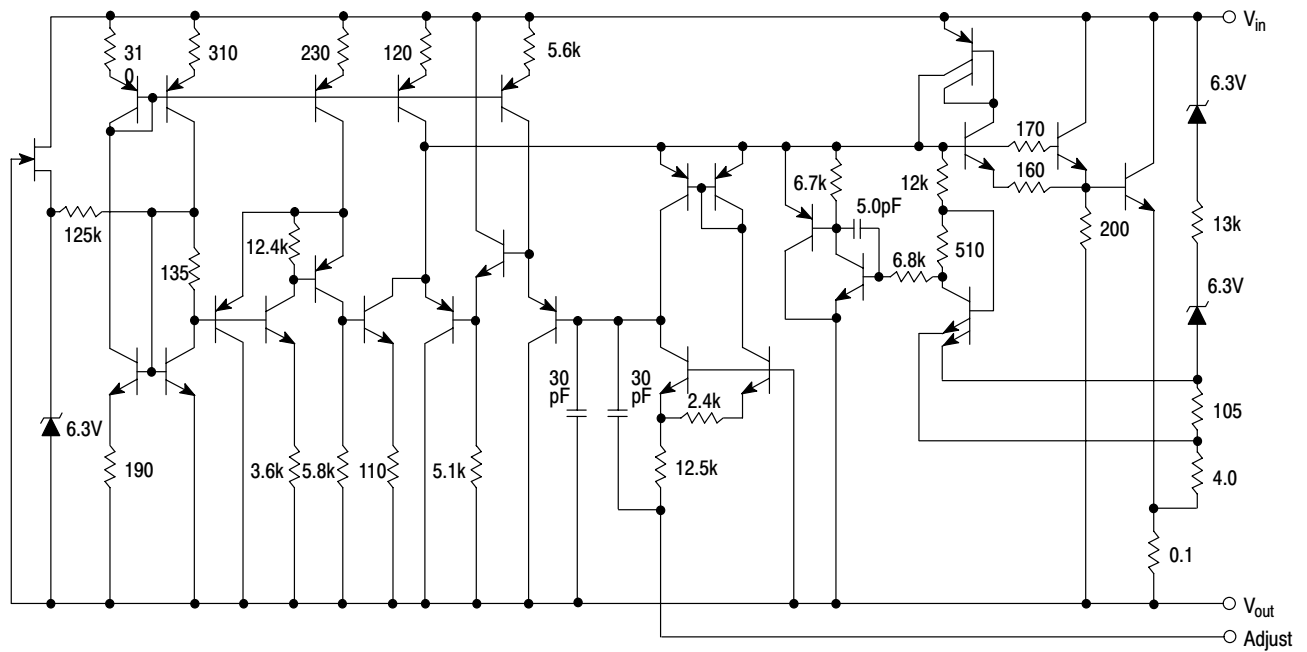 31
0
310
230
120
5.6k
V_in
6.3V
170
160
6.7k
12k
5.0pF
125k
12.4k
200
13k
135
6.8k
510
6.3V
30
pF
30
pF
2.4k
105
6.3V
190
3.6k
5.8k
110
5.1k
12.5k
4.0
0.1
V_out
Adjust